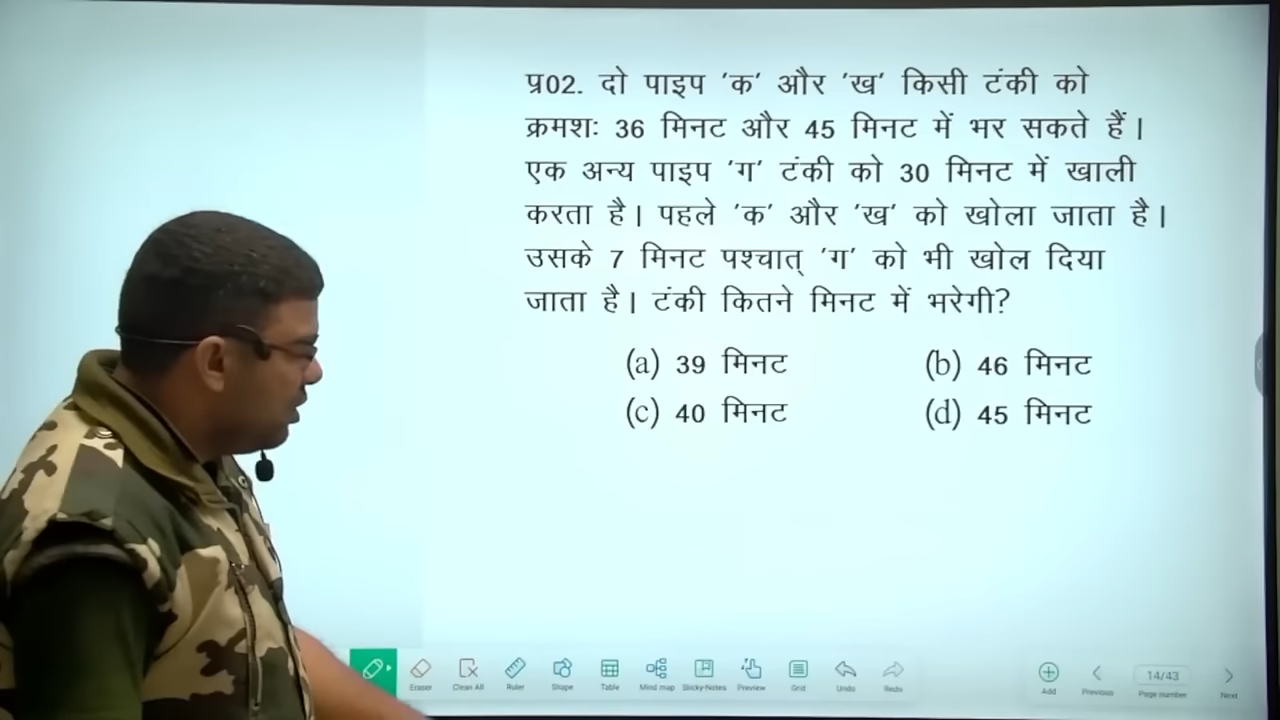 प्र02. दो पाइप 'क' और 'ख' किसी टंकी को
क्रमशः 36 मिनट और 45 मिनट में भर सकते हैं।
एक अन्य पाइप 'ग' टंकी को 30 मिनट में खाली
करता है। पहले 'क' और 'ख' को खोला जाता है।
उसके 7 मिनट पश्चात् 'ग' को भी खोल दिया
जाता है। टंकी कितने मिनट में भरेगी?
(a) 39 मिनट (b) 46 मिनट
(c) 40 मिनट (d) 45 मिनट
Eraser Clean All Ruler Shape Table Mind map Sticky-Notes Preview Grid Undo Redo Add Previous 14/43 Page number Next